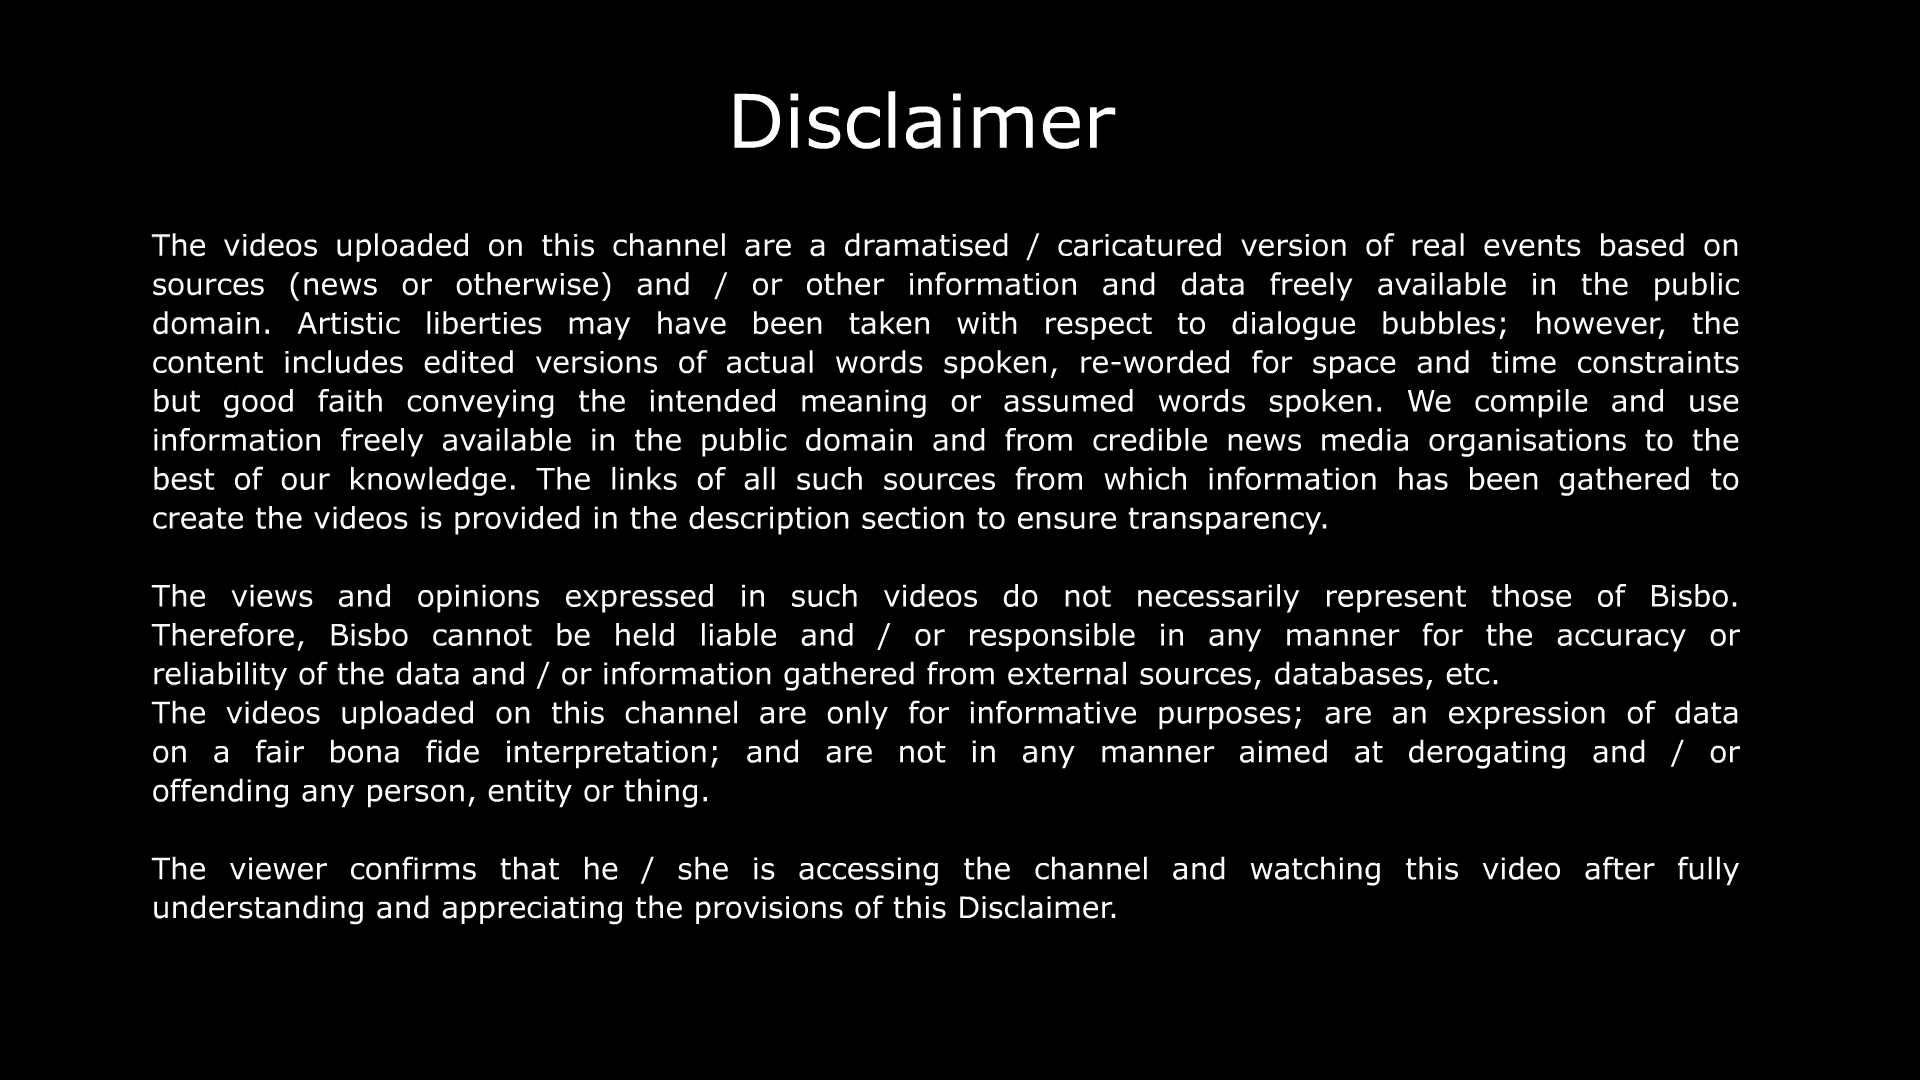 Disclaimer
The videos uploaded on this channel are a dramatised / caricatured version of real events based on
sources (news or otherwise) and / or other information and data freely available in the public
domain. Artistic liberties may have been taken with respect to dialogue bubbles; however, the
content includes edited versions of actual words spoken, re-worded for space and time constraints
but good faith conveying the intended meaning or assumed words spoken. We compile and use
information freely available in the public domain and from credible news media organisations to the
best of our knowledge. The links of all such sources from which information has been gathered to
create the videos is provided in the description section to ensure transparency.
The views and opinions expressed in such videos do not necessarily represent those of Bisbo.
Therefore, Bisbo cannot be held liable and / or responsible in any manner for the accuracy or
reliability of the data and / or information gathered from external sources, databases, etc.
The videos uploaded on this channel are only for informative purposes; are an expression of data
on a fair bona fide interpretation; and are not in any manner aimed at derogating and / or
offending any person, entity or thing.
The viewer confirms that he / she is accessing the channel and watching this video after fully
understanding and appreciating the provisions of this Disclaimer.